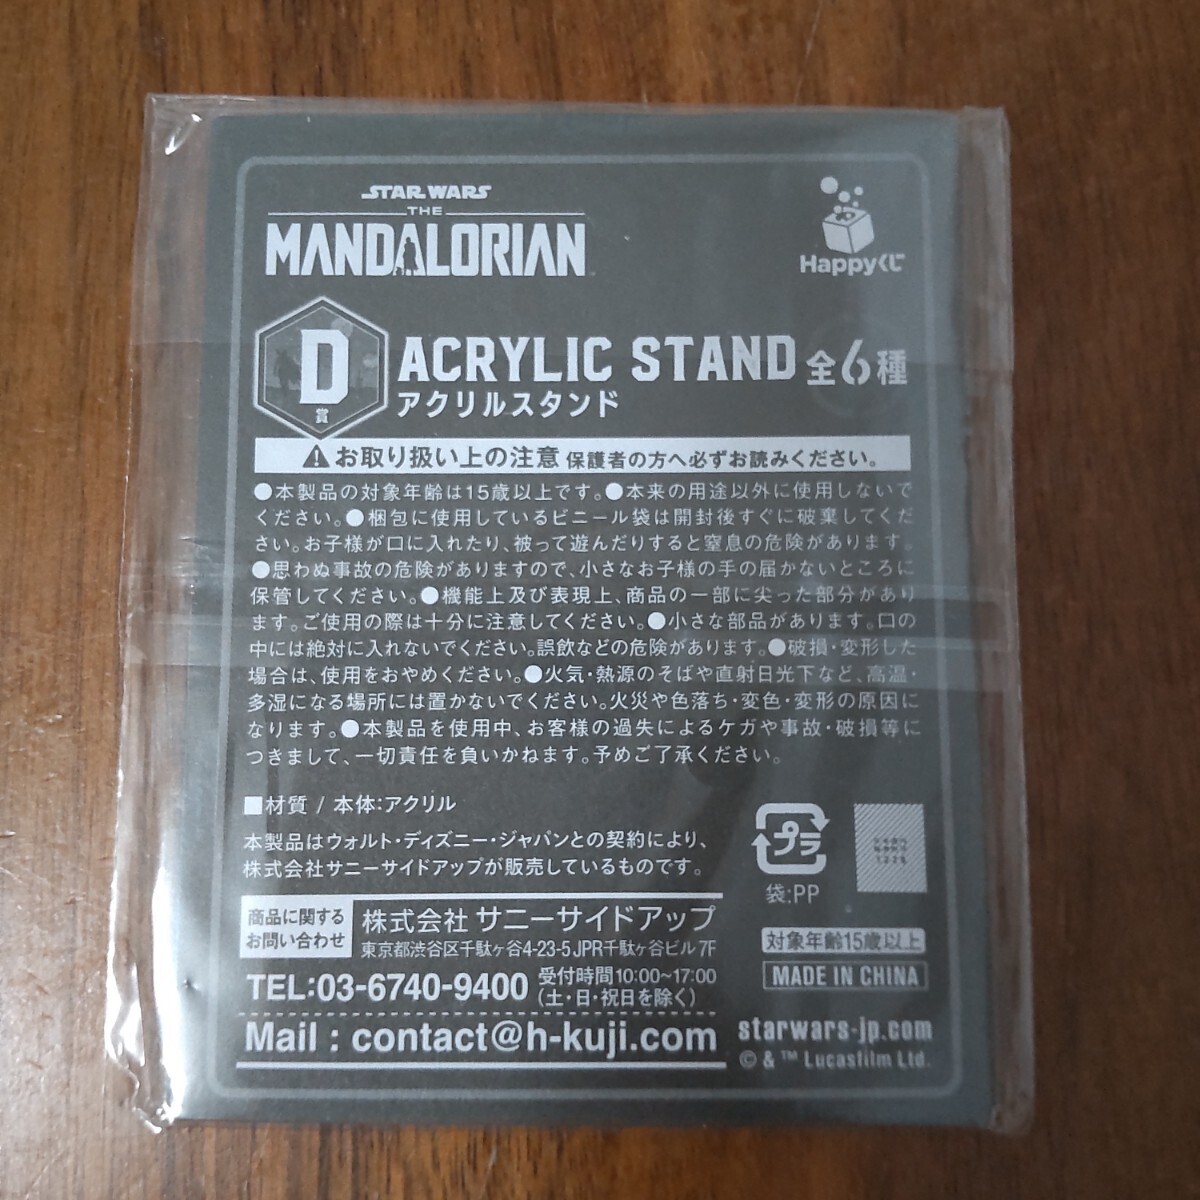 STAR WARS
THE
MANDALORIAN
Happyくじ
D
賞
ACRYLIC STAND 全6種
アクリルスタンド
お取り扱い上の注意 保護者の方へ必ずお読みください。
●本製品の対象年齢は15歳以上です。●本来の用途以外に使用しないで
ください。●梱包に使用しているビニール袋は開封後すぐに破棄してくだ
さい。お子様が口に入れたり、被って遊んだりすると窒息の危険があります。
●思わぬ事故の危険がありますので、小さなお子様の手の届かないところに
保管してください。●機能上及び表現上、商品の一部に尖った部分があり
ます。ご使用の際は十分に注意してください。●小さな部品があります。口の
中には絶対に入れないでください。誤飲などの危険があります。●破損・変形した
場合は、使用をおやめください。●火気・熱源のそばや直射日光下など、高温・
多湿になる場所には置かないでください。火災や色落ち・変色・変形の原因に
なります。●本製品を使用中、お客様の過失によるケガや事故・破損等に
つきまして、一切責任を負いかねます。予めご了承ください。
■材質 / 本体:アクリル
本製品はウォルト・ディズニー・ジャパンとの契約により、
株式会社サニーサイドアップが販売しているものです。
プラ
袋:PP
商品に関する
お問い合わせ
株式会社 サニーサイドアップ
東京都渋谷区千駄ヶ谷4-23-5 JPR千駄ヶ谷ビル 7F
TEL:03-6740-9400 受付時間10:00~17:00
(土・日・祝日を除く)
Mail : contact@h-kuji.com
対象年齢15歳以上
MADE IN CHINA
starwars-jp.com
© & ™ Lucasfilm Ltd.